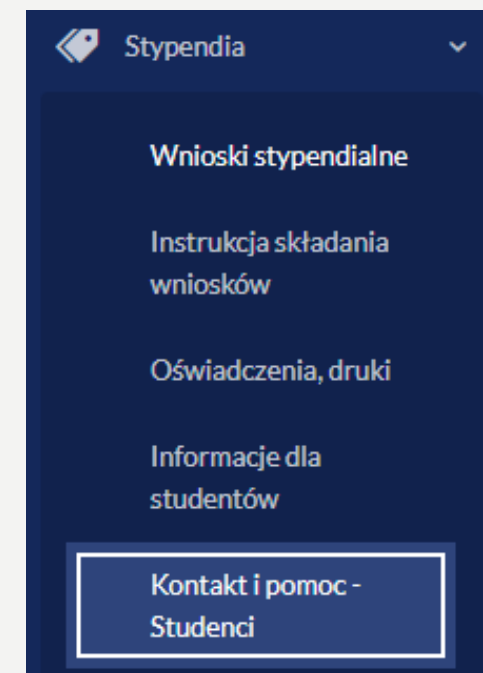 Stypendia
Wnioski stypendialne
Instrukcja składania
wniosków
Oświadczenia, druki
Informacje dla
studentów
Kontakt i pomoc -
Studenci